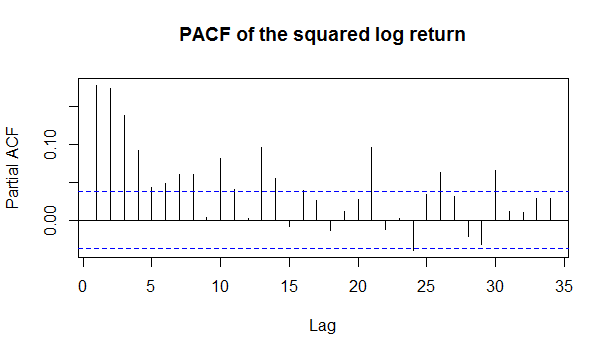 PACF of the squared log return
Partial ACF
0.10
0.00
0 5 10 15 20 25 30 35
Lag